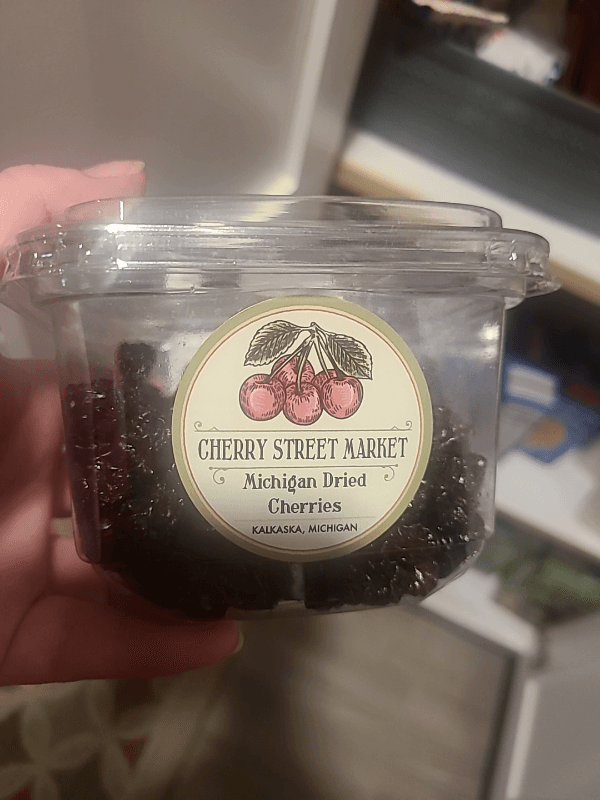 CHERRY STREET MARKET
Michigan Dried
Cherries
KALKASKA, MICHIGAN